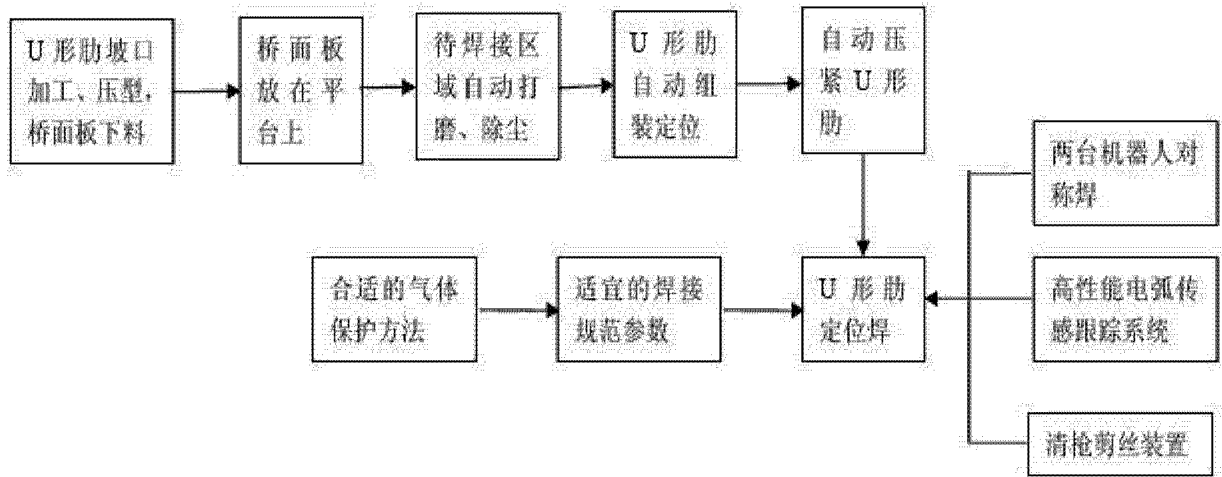 U形肋坡口
加工、压型,
桥面板下料
桥面板
放在平
台上
待焊接区
域自动打
磨、除尘
U形肋
自动组
装定位
自动压
紧U形
肋
两台机器人对
称焊
合适的气体
保护方法
适宜的焊接
规范参数
U形肋
定位焊
高性能电弧传
感跟踪系统
清枪剪丝装置